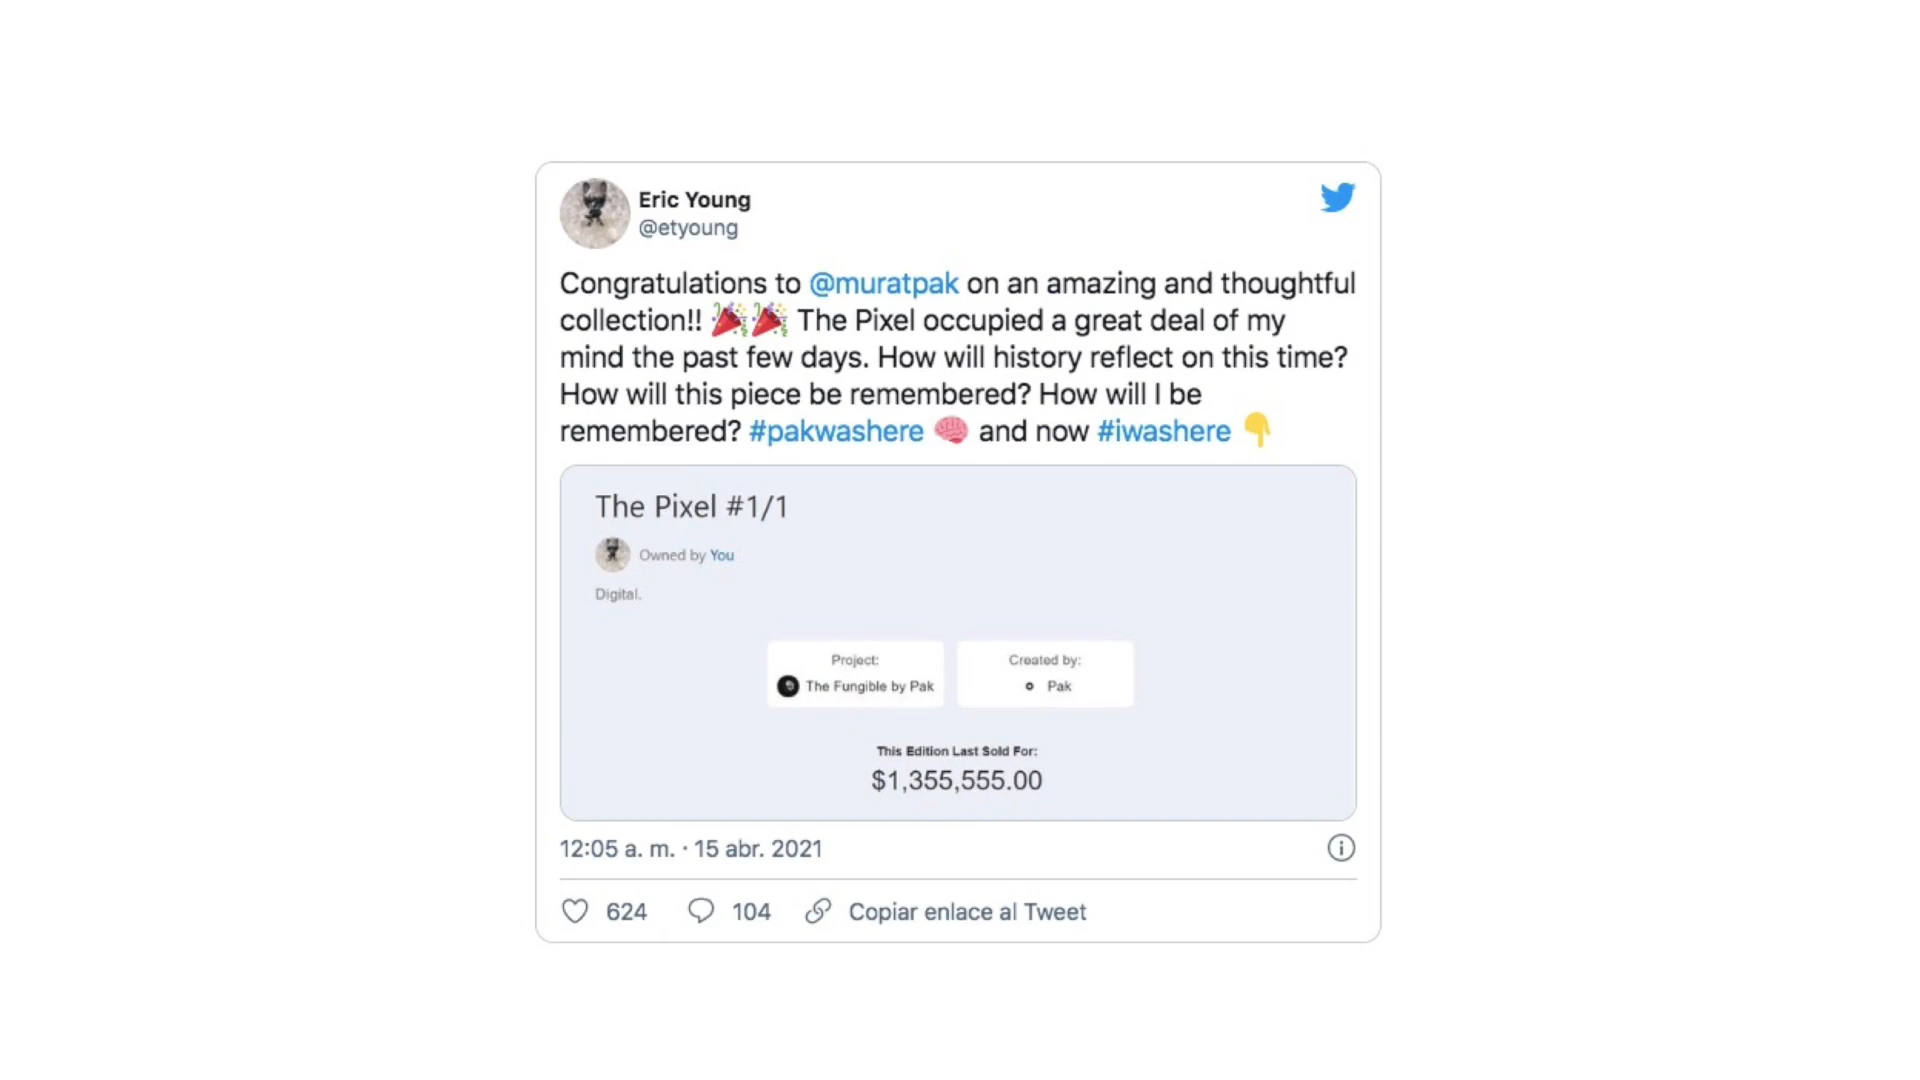 Eric Young
@etyoung
Congratulations to @muratpak on an amazing and thoughtful
collection!! 🎉🎉 The Pixel occupied a great deal of my
mind the past few days. How will history reflect on this time?
How will this piece be remembered? How will I be
remembered? #pakwashere 🧠 and now #iwashere 👇
The Pixel #1/1
Owned by You
Digital.
Project:
The Fungible by Pak
Created by:
Pak
This Edition Last Sold For:
$1,355,555.00
12:05 a. m. · 15 abr. 2021
624
104
Copiar enlace al Tweet